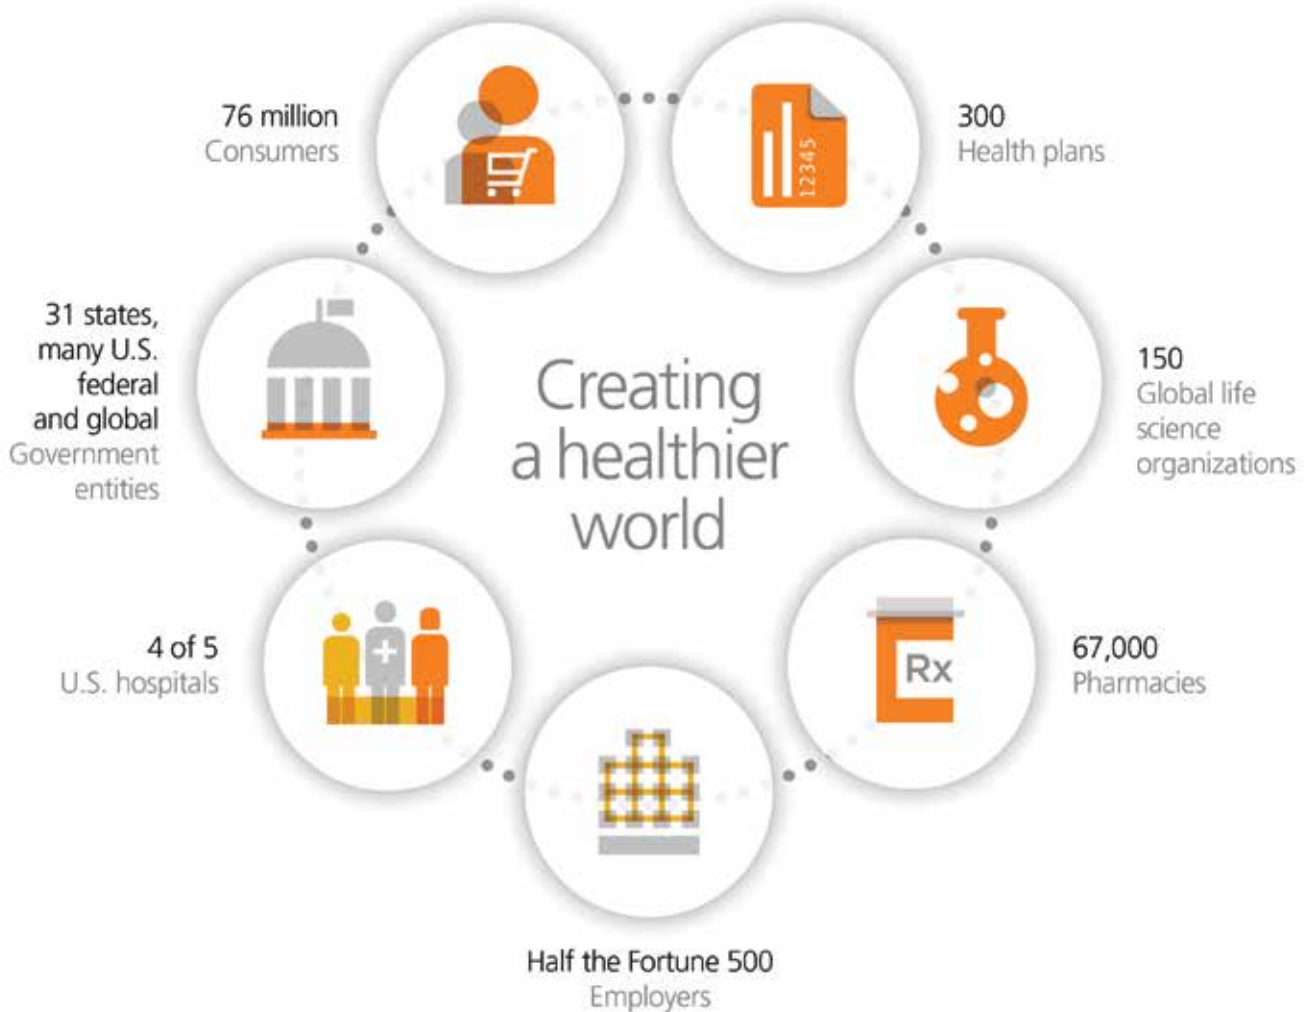 76 million
Consumers
300
Health plans
12345
31 states,
many U.S.
federal
and global
Government
entities
Creating
a healthier
world
150
Global life
science
organizations
4 of 5
U.S. hospitals
Rx
67,000
Pharmacies
Half the Fortune 500
Employers